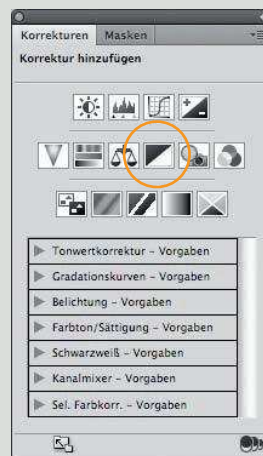 Korrekturen Masken
Korrektur hinzufügen
Tonwertkorrektur – Vorgaben
Gradationskurven – Vorgaben
Belichtung – Vorgaben
Farbton/Sättigung – Vorgaben
Schwarzweiß – Vorgaben
Kanalmixer – Vorgaben
Sel. Farbkorr. – Vorgaben